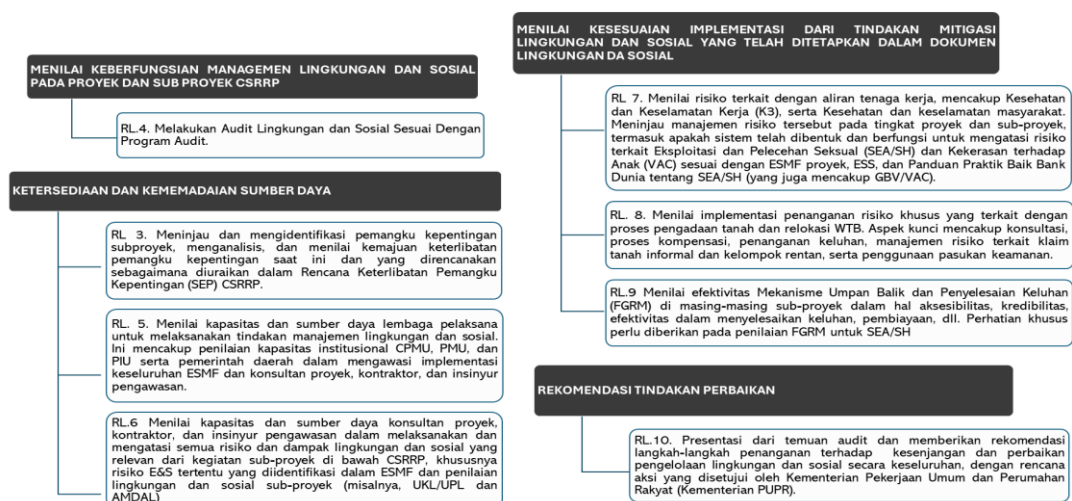 MENILAI KEBERFUNGSIAN MANAGEMEN LINGKUNGAN DAN SOSIAL
PADA PROYEK DAN SUB PROYEK CSRRP
RL.4. Melakukan Audit Lingkungan dan Sosial Sesuai Dengan
Program Audit.
KETERSEDIAAN DAN KEMEMADAIAN SUMBER DAYA
RL 3. Meninjau dan mengidentifikasi pemangku kepentingan
subproyek, menganalisis, dan menilai kemajuan keterlibatan
pemangku kepentingan saat ini dan yang direncanakan
sebagaimana diuraikan dalam Rencana Keterlibatan Pemangku
Kepentingan (SEP) CSRRP.
RL. 5. Menilai kapasitas dan sumber daya lembaga pelaksana
untuk melaksanakan tindakan manajemen lingkungan dan sosial.
Ini mencakup penilaian kapasitas institusional CPMU, PMU, dan
PIU serta pemerintah daerah dalam mengawasi implementasi
keseluruhan ESMF dan konsultan proyek, kontraktor, dan insinyur
pengawasan.
RL.6 Menilai kapasitas dan sumber daya konsultan proyek,
kontraktor, dan insinyur pengawasan dalam melaksanakan dan
mengatasi semua risiko dan dampak lingkungan dan sosial yang
relevan dari kegiatan sub-proyek di bawah CSRRP, khususnya
risiko E&S tertentu yang diidentifikasi dalam ESMF dan penilaian
lingkungan dan sosial sub-proyek (misalnya, UKL/UPL dan
AMDAL)
MENILAI KESESUAIAN IMPLEMENTASI DARI TINDAKAN MITIGASI
LINGKUNGAN DAN SOSIAL YANG TELAH DITETAPKAN DALAM DOKUMEN
LINGKUNGAN DA SOSIAL
RL 7. Menilai risiko terkait dengan aliran tenaga kerja, mencakup Kesehatan
dan Keselamatan Kerja (K3), serta Kesehatan dan keselamatan masyarakat.
Meninjau manajemen risiko tersebut pada tingkat proyek dan sub-proyek,
termasuk apakah sistem telah dibentuk dan berfungsi untuk mengatasi risiko
terkait Eksploitasi dan Pelecehan Seksual (SEA/SH) dan Kekerasan terhadap
Anak (VAC) sesuai dengan ESMF proyek, ESS, dan Panduan Praktik Baik Bank
Dunia tentang SEA/SH (yang juga mencakup GBV/VAC).
RL. 8. Menilai implementasi penanganan risiko khusus yang terkait dengan
proses pengadaan tanah dan relokasi WTB. Aspek kunci mencakup konsultasi,
proses kompensasi, penanganan keluhan, manajemen risiko terkait klaim
tanah informal dan kelompok rentan, serta penggunaan pasukan keamanan.
RL.9 Menilai efektivitas Mekanisme Umpan Balik dan Penyelesaian Keluhan
(FGRM) di masing-masing sub-proyek dalam hal aksesibilitas, kredibilitas,
efektivitas dalam menyelesaikan keluhan, pembiayaan, dll. Perhatian khusus
perlu diberikan pada penilaian FGRM untuk SEA/SH
REKOMENDASI TINDAKAN PERBAIKAN
RL.10. Presentasi dari temuan audit dan memberikan rekomendasi
langkah-langkah penanganan terhadap kesenjangan dan perbaikan
pengelolaan lingkungan dan sosial secara keseluruhan, dengan rencana
aksi yang disetujui oleh Kementerian Pekerjaan Umum dan Perumahan
Rakyat (Kementerian PUPR).